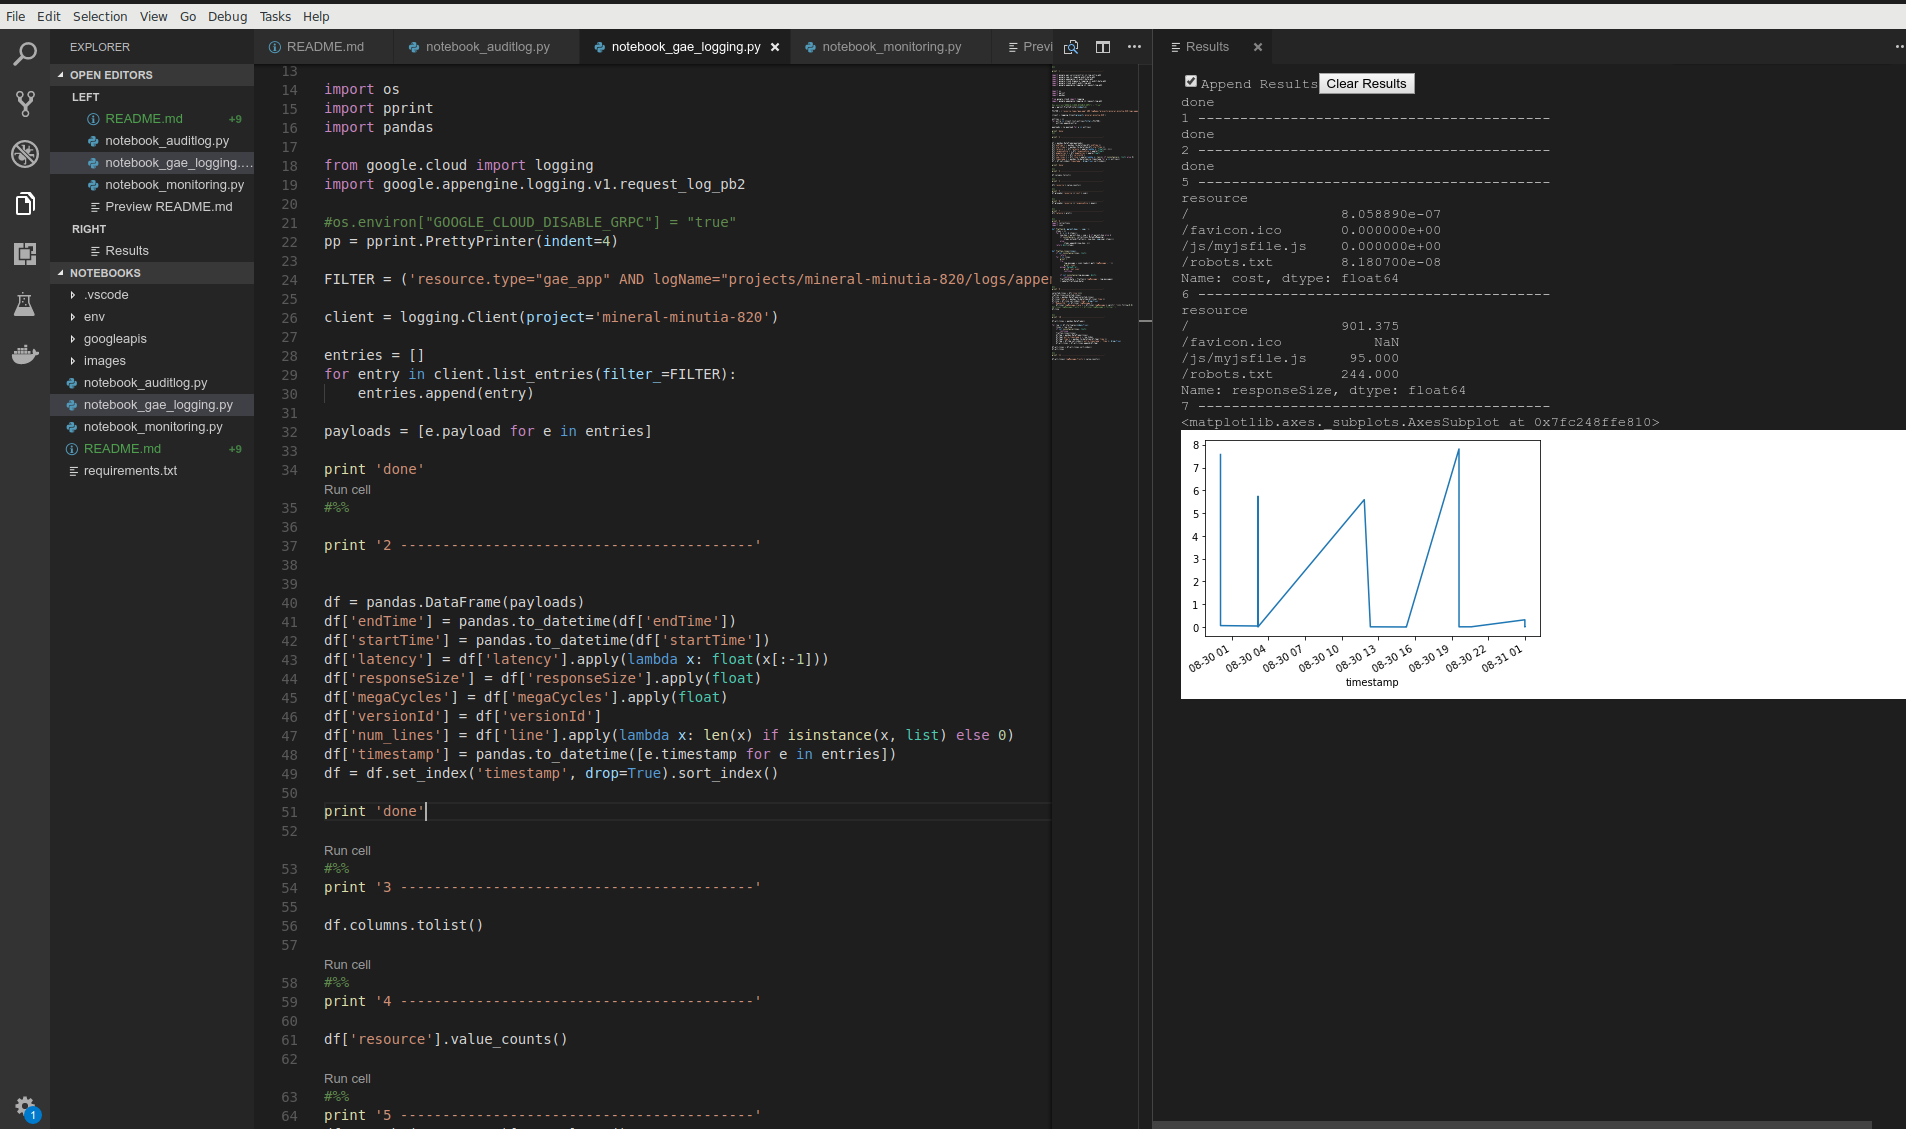 File Edit Selection View Go Debug Tasks Help
EXPLORER
OPEN EDITORS
LEFT
README.md +9
notebook_auditlog.py
notebook_gae_logging....
notebook_monitoring.py
Preview README.md
RIGHT
Results
NOTEBOOKS
.vscode
env
googleapis
images
notebook_auditlog.py
notebook_gae_logging.py
notebook_monitoring.py
README.md +9
requirements.txt
1
README.md notebook_auditlog.py notebook_gae_logging.py × notebook_monitoring.py Previ
13
14 import os
15 import pprint
16 import pandas
17
18 from google.cloud import logging
19 import google.appengine.logging.v1.request_log_pb2
20
21 #os.environ["GOOGLE_CLOUD_DISABLE_GRPC"] = "true"
22 pp = pprint.PrettyPrinter(indent=4)
23
24 FILTER = ('resource.type="gae_app" AND logName="projects/mineral-minutia-820/logs/appe
25
26 client = logging.Client(project='mineral-minutia-820')
27
28 entries = []
29 for entry in client.list_entries(filter_=FILTER):
30     entries.append(entry)
31
32 payloads = [e.payload for e in entries]
33
34 print 'done'
Run cell
35 #%%
36
37 print '2 ------------------------------------------'
38
39
40 df = pandas.DataFrame(payloads)
41 df['endTime'] = pandas.to_datetime(df['endTime'])
42 df['startTime'] = pandas.to_datetime(df['startTime'])
43 df['latency'] = df['latency'].apply(lambda x: float(x[:-1]))
44 df['responseSize'] = df['responseSize'].apply(float)
45 df['megaCycles'] = df['megaCycles'].apply(float)
46 df['versionId'] = df['versionId']
47 df['num_lines'] = df['line'].apply(lambda x: len(x) if isinstance(x, list) else 0)
48 df['timestamp'] = pandas.to_datetime([e.timestamp for e in entries])
49 df = df.set_index('timestamp', drop=True).sort_index()
50
51 print 'done'
52
Run cell
53 #%%
54 print '3 ------------------------------------------'
55
56 df.columns.tolist()
57
Run cell
58 #%%
59 print '4 ------------------------------------------'
60
61 df['resource'].value_counts()
62
Run cell
63 #%%
64 print '5 ------------------------------------------'
Results ×
Append Results Clear Results
done
1 ------------------------------------------
done
2 ------------------------------------------
done
5 ------------------------------------------
resource
/ 8.058890e-07
/favicon.ico 0.000000e+00
/js/myjsfile.js 0.000000e+00
/robots.txt 8.180700e-08
Name: cost, dtype: float64
6 ------------------------------------------
resource
/ 901.375
/favicon.ico NaN
/js/myjsfile.js 95.000
/robots.txt 244.000
Name: responseSize, dtype: float64
7 ------------------------------------------
<matplotlib.axes._subplots.AxesSubplot at 0x7fc248ffe810>
8
7
6
5
4
3
2
1
0
08-30 01 08-30 04 08-30 07 08-30 10 08-30 13 08-30 16 08-30 19 08-30 22 08-31 01
timestamp